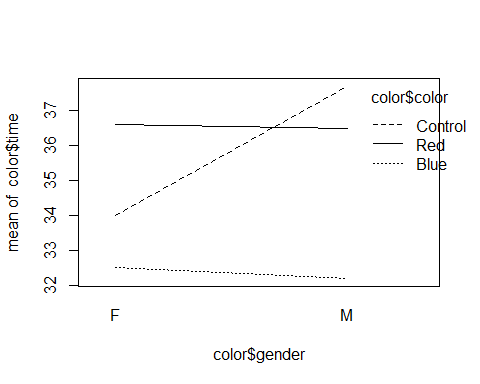 mean of color$time
37
36
35
34
33
32
F
M
color$gender
color$color
Control
Red
Blue